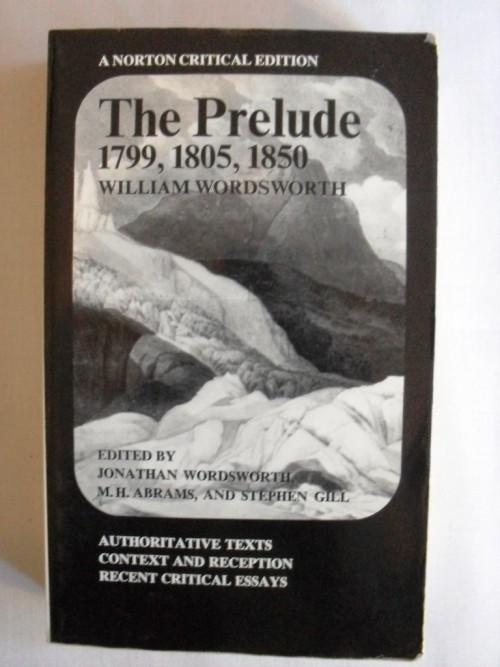 A NORTON CRITICAL EDITION
The Prelude
1799, 1805, 1850
WILLIAM WORDSWORTH
EDITED BY
JONATHAN WORDSWORTH,
M. H. ABRAMS, AND STEPHEN GILL
AUTHORITATIVE TEXTS
CONTEXT AND RECEPTION
RECENT CRITICAL ESSAYS